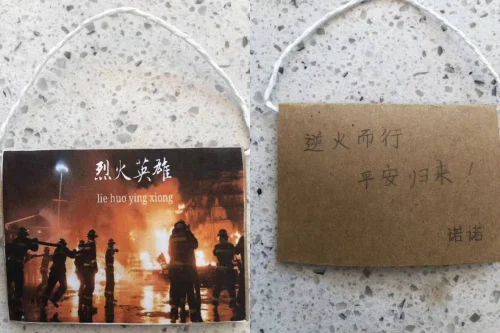 烈火英雄
lie huo ying xiong
逆火而行
平安归来！
诺诺